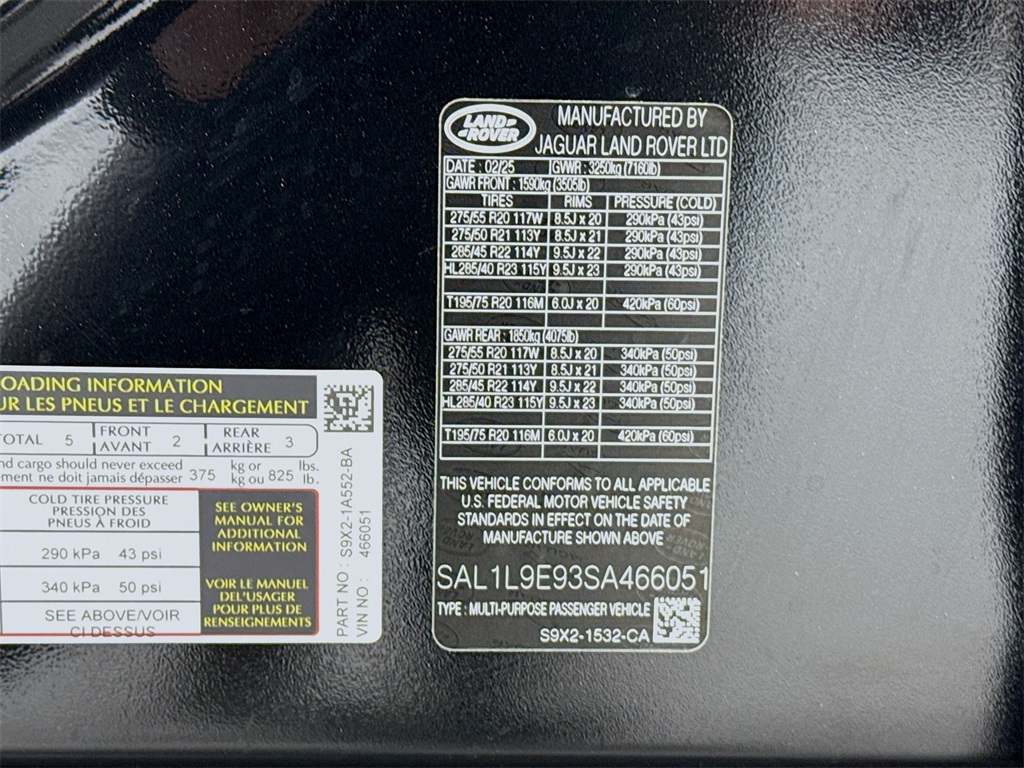 LAND-
-ROVER
MANUFACTURED BY
JAGUAR LAND ROVER LTD
DATE : 02/25 GVWR : 3250kg (7160lb)
GAWR FRONT : 1590kg (3505lb)
TIRES RIMS PRESSURE (COLD)
275/55 R20 117W 8.5J x 20 290kPa (43psi)
275/50 R21 113Y 8.5J x 21 290kPa (43psi)
285/45 R22 114Y 9.5J x 22 290kPa (43psi)
HL285/40 R23 115Y 9.5J x 23 290kPa (43psi)
T195/75 R20 116M 6.0J x 20 420kPa (60psi)
GAWR REAR : 1850kg (4075lb)
275/55 R20 117W 8.5J x 20 340kPa (50psi)
275/50 R21 113Y 8.5J x 21 340kPa (50psi)
285/45 R22 114Y 9.5J x 22 340kPa (50psi)
HL285/40 R23 115Y 9.5J x 23 340kPa (50psi)
T195/75 R20 116M 6.0J x 20 420kPa (60psi)
THIS VEHICLE CONFORMS TO ALL APPLICABLE
U.S. FEDERAL MOTOR VEHICLE SAFETY
STANDARDS IN EFFECT ON THE DATE OF
MANUFACTURE SHOWN ABOVE
SAL1L9E93SA466051
TYPE : MULTI-PURPOSE PASSENGER VEHICLE
S9X2-1532-CA
OADING INFORMATION
UR LES PNEUS ET LE CHARGEMENT
OTAL 5 FRONT AVANT 2 REAR ARRIÈRE 3
nd cargo should never exceed 375 kg or 825 lbs.
ment ne doit jamais dépasser kg ou lb.
COLD TIRE PRESSURE
PRESSION DES
PNEUS À FROID
290 kPa 43 psi
340 kPa 50 psi
SEE ABOVE/VOIR
CI DESSUS
SEE OWNER'S
MANUAL FOR
ADDITIONAL
INFORMATION
VOIR LE MANUEL
DEL'USAGER
POUR PLUS DE
RENSEIGNEMENTS
PART NO : S9X2-1A552-BA
VIN NO : 466051